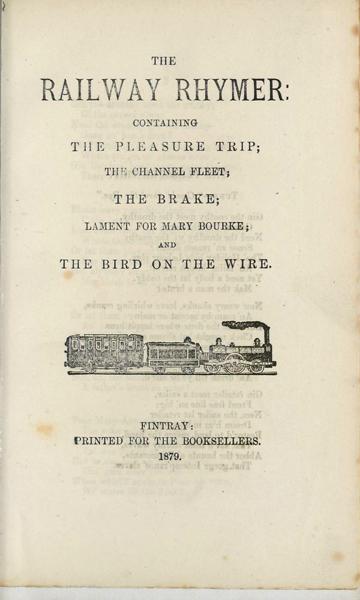 THE
RAILWAY RHYMER:
CONTAINING
THE PLEASURE TRIP;
THE CHANNEL FLEET;
THE BRAKE;
LAMENT FOR MARY BOURKE;
AND
THE BIRD ON THE WIRE.
FINTRAY:
PRINTED FOR THE BOOKSELLERS.
1879.